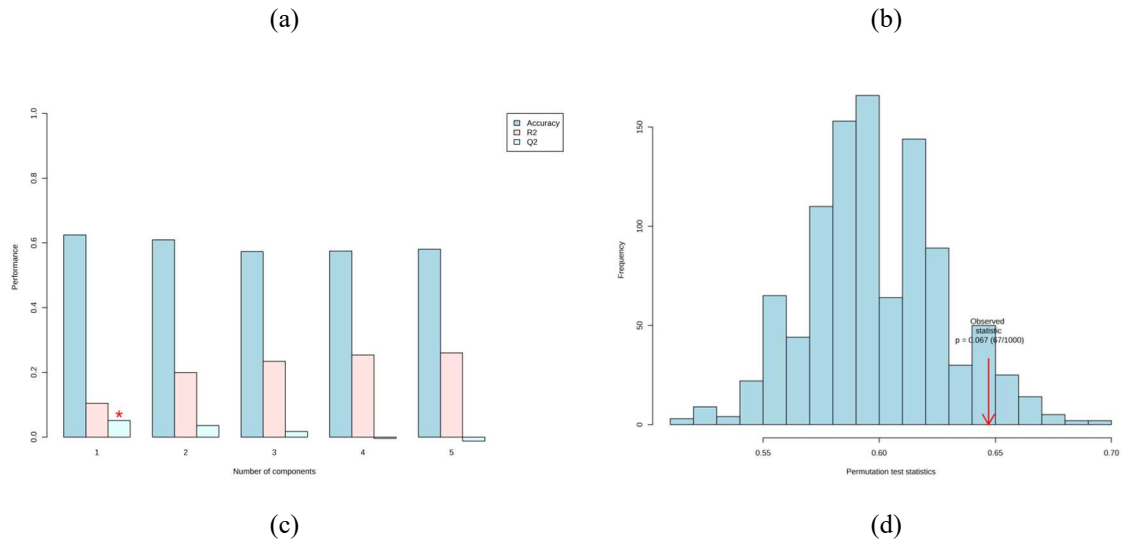 (a)
(b)
Accuracy
R2
Q2
Performance
0.0
0.2
0.4
0.6
0.8
1.0
1
2
3
4
5
Number of components
Frequency
0
50
100
150
Observed
statistic
p = 0.067 (67/1000)
0.55
0.60
0.65
0.70
Permutation test statistics
(c)
(d)